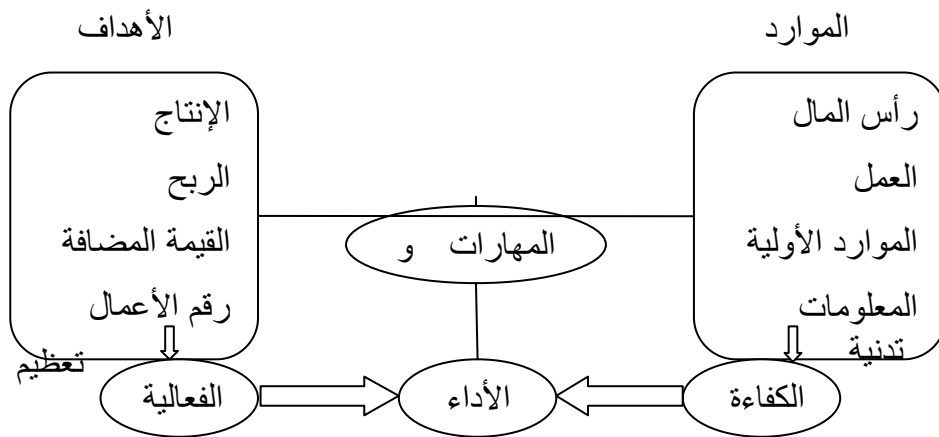 الموارد
الأهداف
رأس المال
العمل
الموارد الأولية
المعلومات
تدنية
الإنتاج
الربح
القيمة المضافة
رقم الأعمال
تعظيم
المهارات و
الكفاءة
الأداء
الفعالية